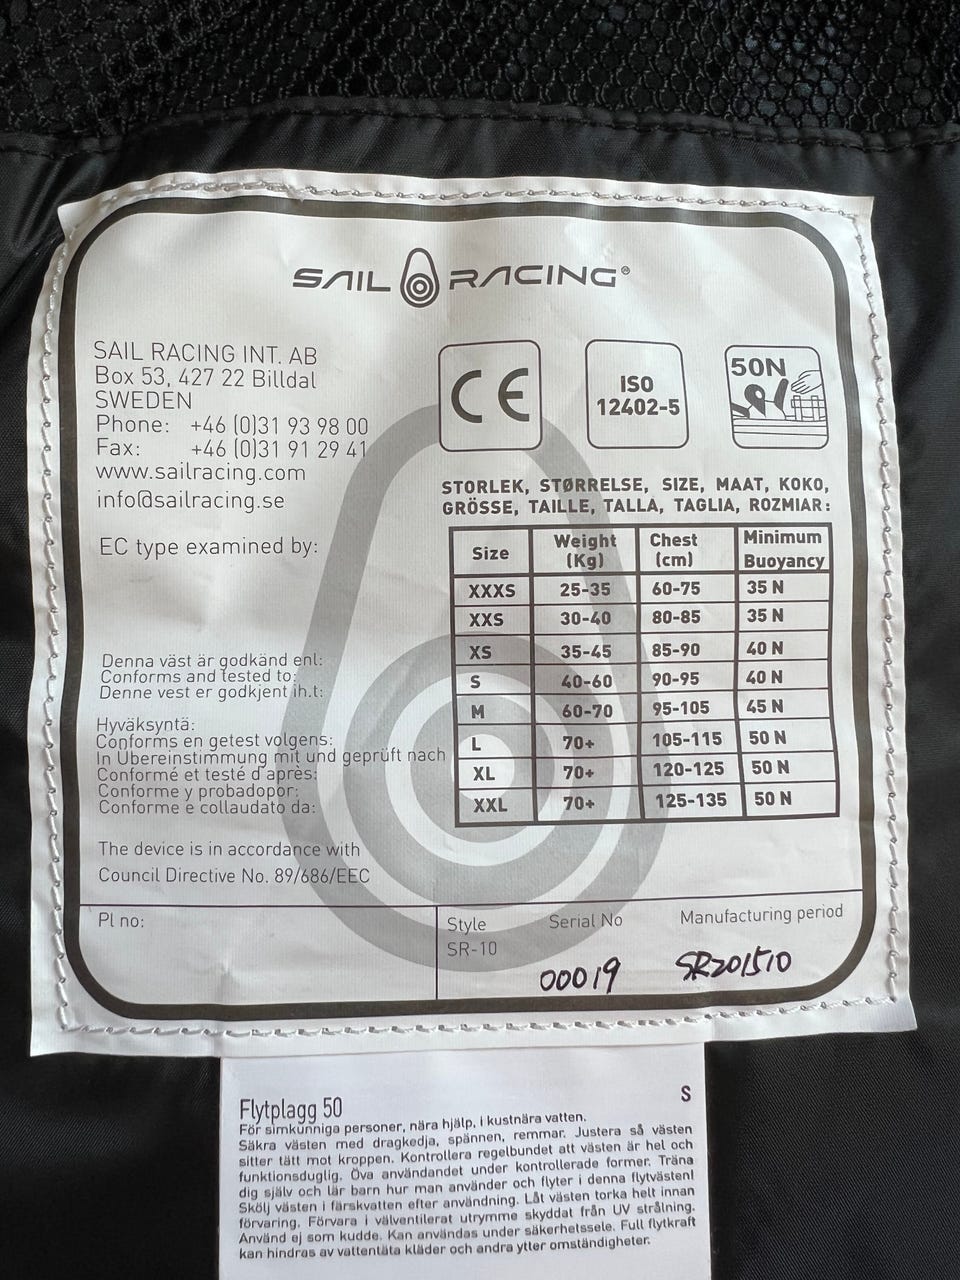 SAIL RACING®
SAIL RACING INT. AB
Box 53, 427 22 Billdal
SWEDEN
Phone: +46 (0)31 93 98 00
Fax: +46 (0)31 91 29 41
www.sailracing.com
info@sailracing.se
EC type examined by:
Denna väst är godkänd enl:
Conforms and tested to:
Denne vest er godkjent ih.t:
Hyväksyntä:
Conforms en getest volgens:
In Übereinstimmung mit und geprüft nach
Conformé et testé d'après:
Conforme y probadopor:
Conforme e collaudato da:
The device is in accordance with
Council Directive No. 89/686/EEC
CE
ISO
12402-5
50N
STORLEK, STØRRELSE, SIZE, MAAT, KOKO,
GRÖSSE, TAILLE, TALLA, TAGLIA, ROZMIAR:
Size Weight (Kg) Chest (cm) Minimum Buoyancy
XXXS 25-35 60-75 35 N
XXS 30-40 80-85 35 N
XS 35-45 85-90 40 N
S 40-60 90-95 40 N
M 60-70 95-105 45 N
L 70+ 105-115 50 N
XL 70+ 120-125 50 N
XXL 70+ 125-135 50 N
PI no:
Style
SR-10
Serial No
00019
Manufacturing period
SR201510
Flytplagg 50 S
För simkunniga personer, nära hjälp, i kustnära vatten.
Säkra västen med dragkedja, spännen, remmar. Justera så västen
sitter tätt mot kroppen. Kontrollera regelbundet att västen är hel och
funktionsduglig. Öva användandet under kontrollerade former. Träna
dig själv och lär barn hur man använder och flyter i denna flytvästen!
Skölj västen i färskvatten efter användning. Låt västen torka helt innan
förvaring. Förvara i välventilerat utrymme skyddat från UV strålning.
Använd ej som kudde. Kan användas under säkerhetssele. Full flytkraft
kan hindras av vattentäta kläder och andra ytter omständigheter.